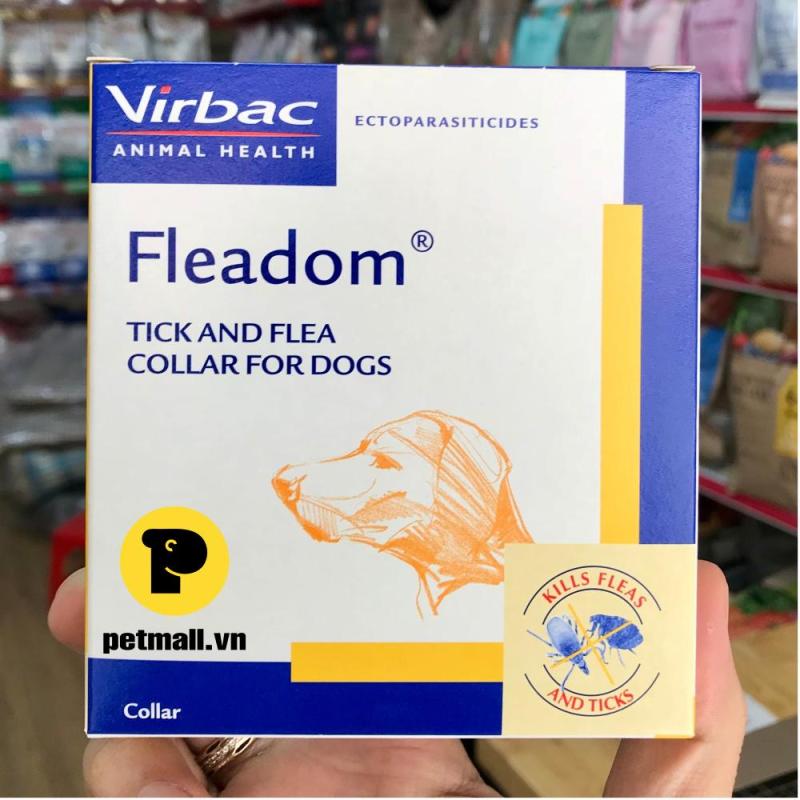 Virbac
ANIMAL HEALTH
ECTOPARASITICIDES
Fleadom®
TICK AND FLEA
COLLAR FOR DOGS
P
petmall.vn
KILLS FLEAS
AND TICKS
Collar